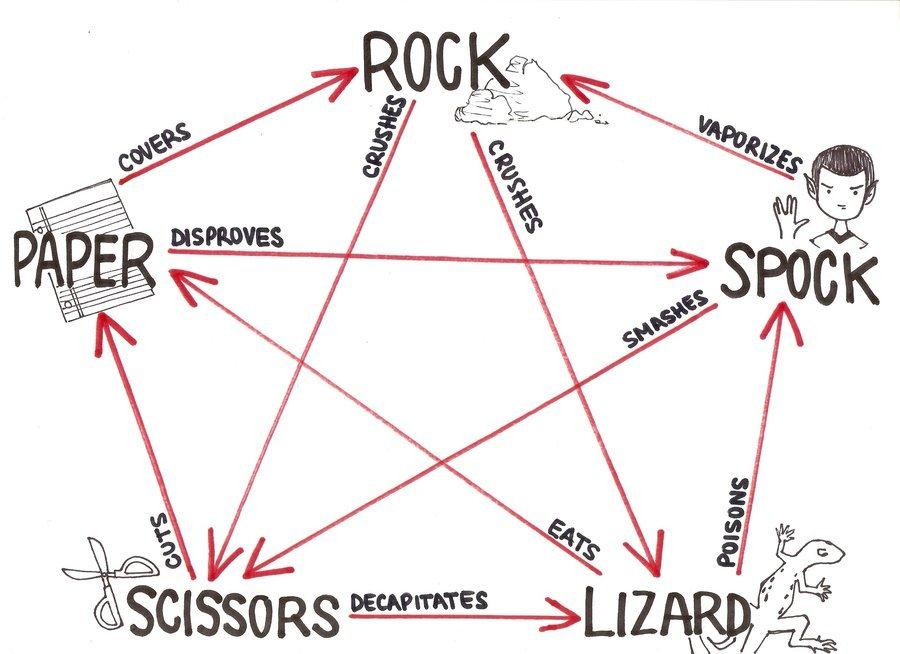 ROCK
COVERS
CRUSHES
CRUSHES
VAPORIZES
PAPER
DISPROVES
SPOCK
SMASHES
CUTS
EATS
POISONS
SCISSORS
DECAPITATES
LIZARD